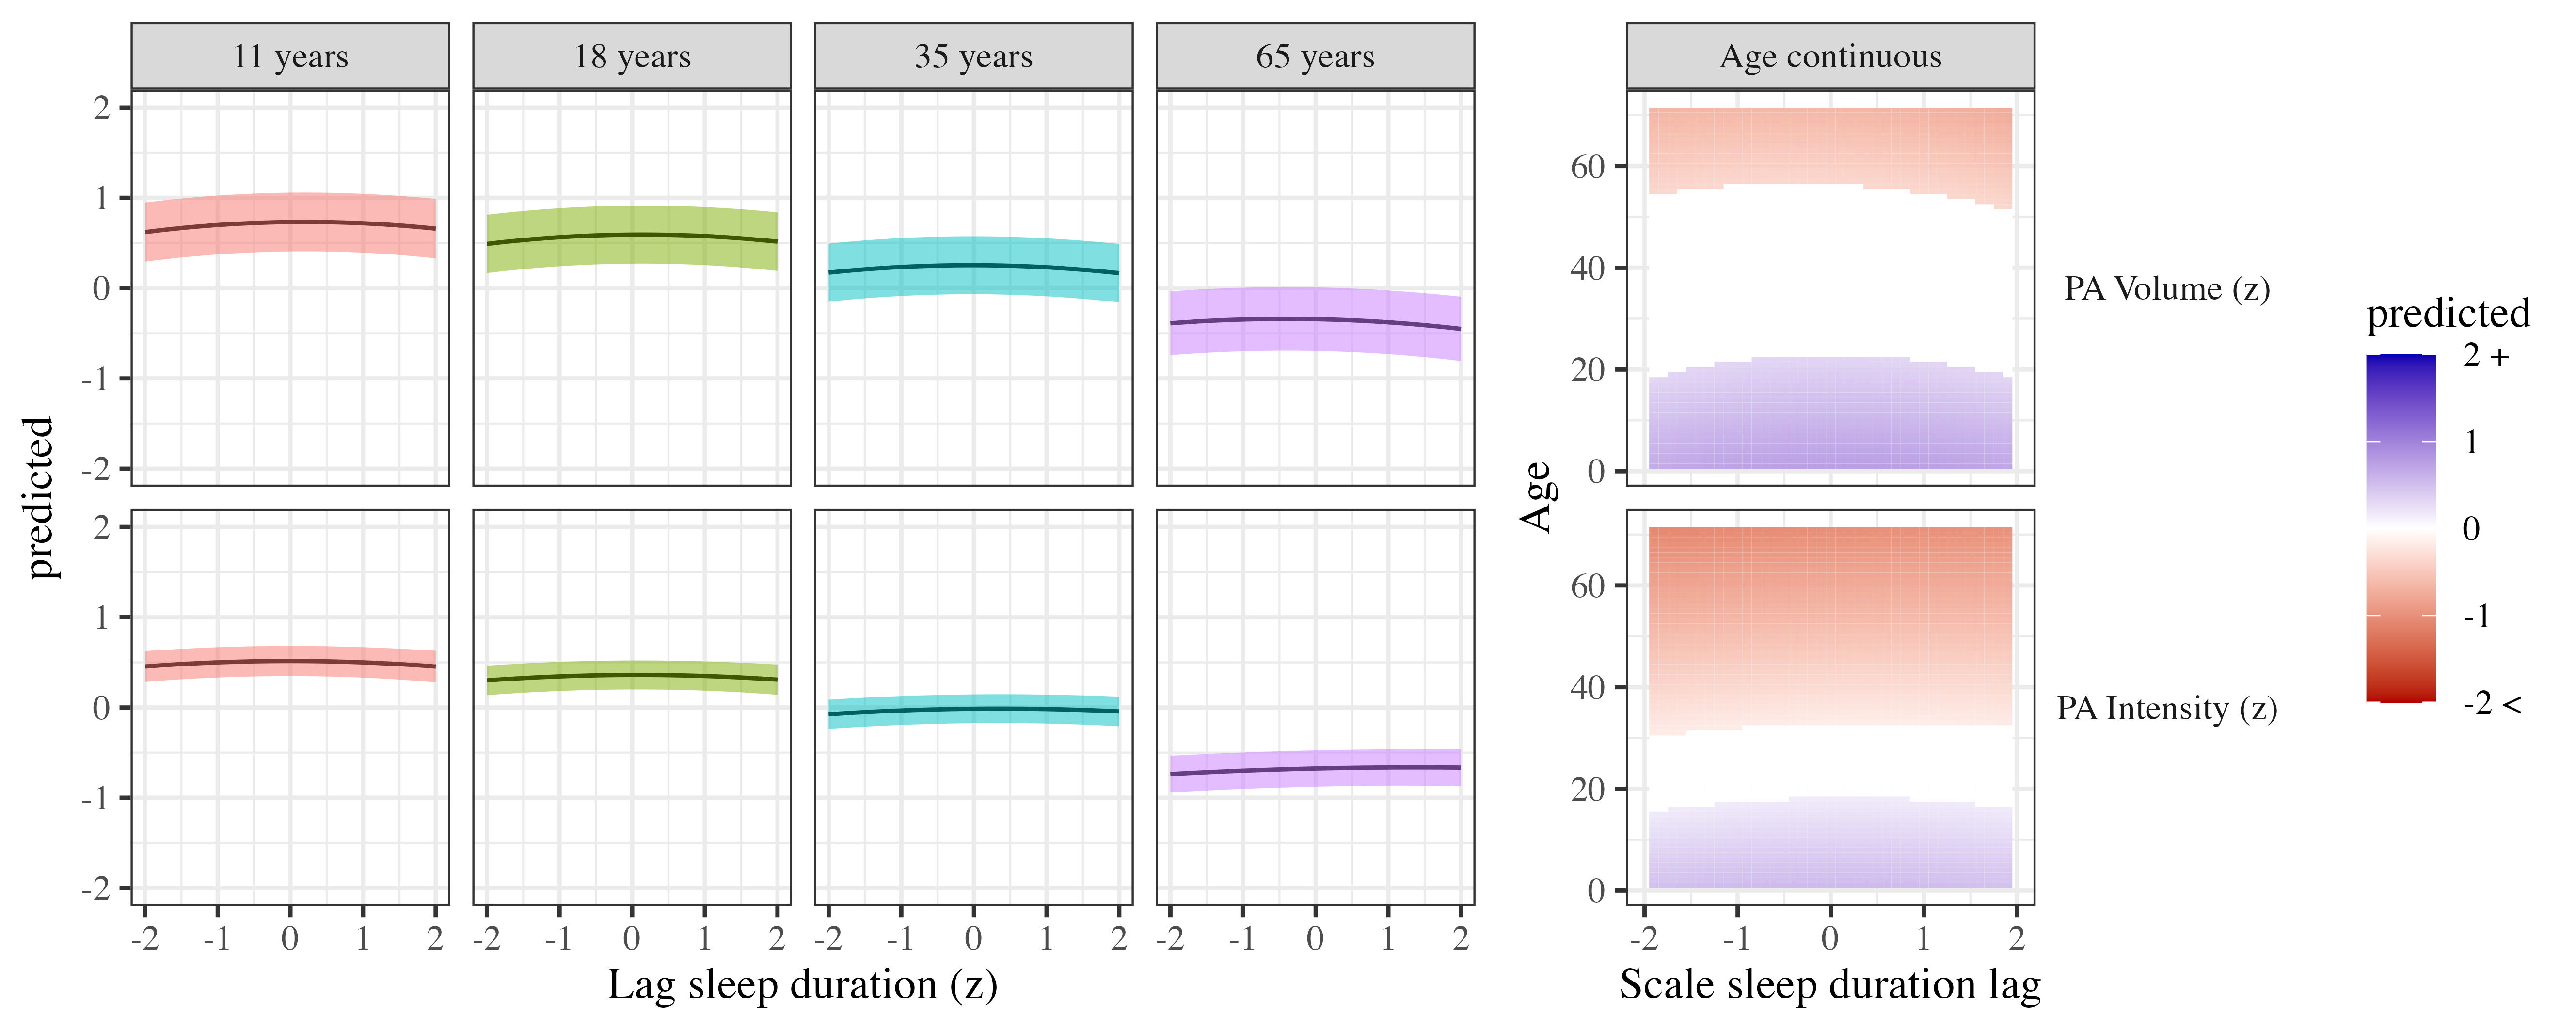 11 years 18 years 35 years 65 years Age continuous
predicted
2
1
0
-1
-2
2
1
0
-1
-2
-2 -1 0 1 2 -2 -1 0 1 2 -2 -1 0 1 2 -2 -1 0 1 2
Lag sleep duration (z)
Age
60
40
20
0
60
40
20
0
-2 -1 0 1 2
Scale sleep duration lag
PA Volume (z)
PA Intensity (z)
predicted
2 +
1
0
-1
-2 <